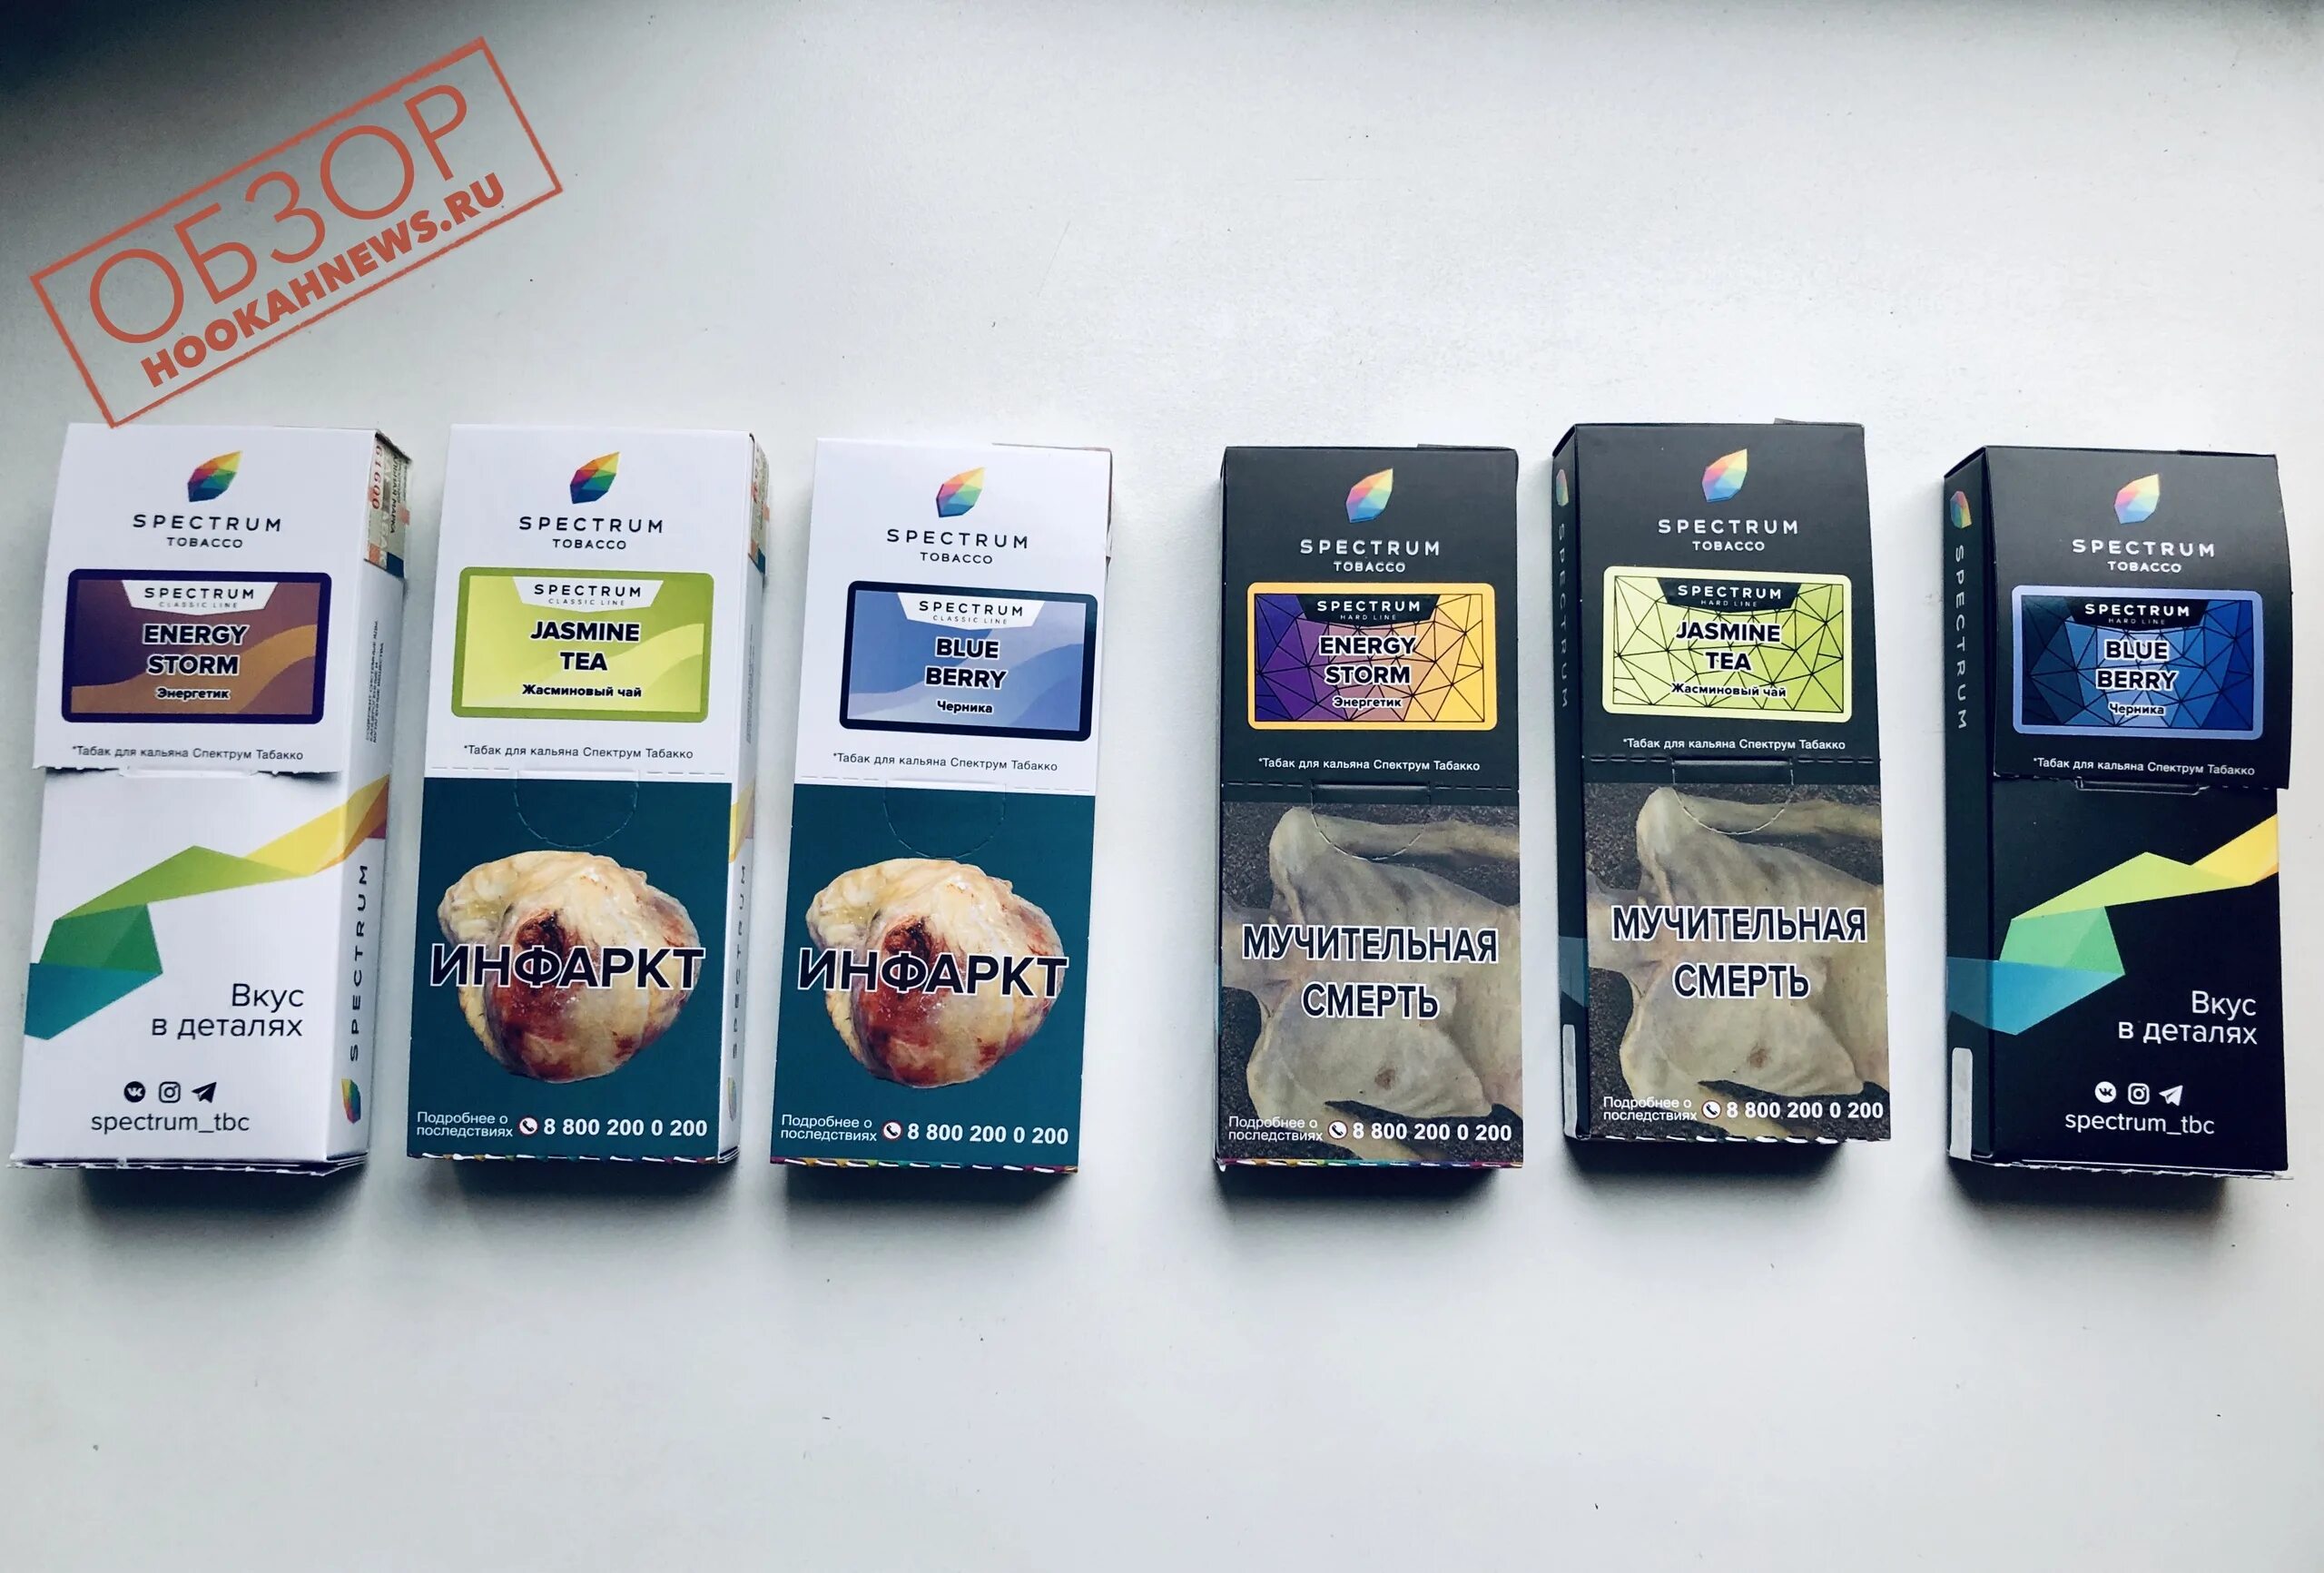 ОБЗОР
HOOKAHNEWS.RU
SPECTRUM
TOBACCO
SPECTRUM
CLASSIC LINE
ENERGY
STORM
Энергетик
*Табак для кальяна Спектрум Табакко
Вкус
в деталях
spectrum_tbc
SPECTRUM
SPECTRUM
TOBACCO
SPECTRUM
CLASSIC LINE
JASMINE
TEA
Жасминовый чай
*Табак для кальяна Спектрум Табакко
ИНФАРКТ
Подробнее о
последствиях
8 800 200 0 200
SPECTRUM
SPECTRUM
TOBACCO
SPECTRUM
CLASSIC LINE
BLUE
BERRY
Черника
*Табак для кальяна Спектрум Табакко
ИНФАРКТ
Подробнее о
последствиях
8 800 200 0 200
SPECTRUM
TOBACCO
SPECTRUM
HARD LINE
ENERGY
STORM
Энергетик
*Табак для кальяна Спектрум Табакко
МУЧИТЕЛЬНАЯ
СМЕРТЬ
Подробнее о
последствиях
8 800 200 0 200
SPECTRUM
SPECTRUM
TOBACCO
SPECTRUM
HARD LINE
JASMINE
TEA
Жасминовый чай
*Табак для кальяна Спектрум Табакко
МУЧИТЕЛЬНАЯ
СМЕРТЬ
Подробнее о
последствиях
8 800 200 0 200
SPECTRUM
SPECTRUM
TOBACCO
SPECTRUM
HARD LINE
BLUE
BERRY
Черника
*Табак для кальяна Спектрум Табакко
Вкус
в деталях
spectrum_tbc